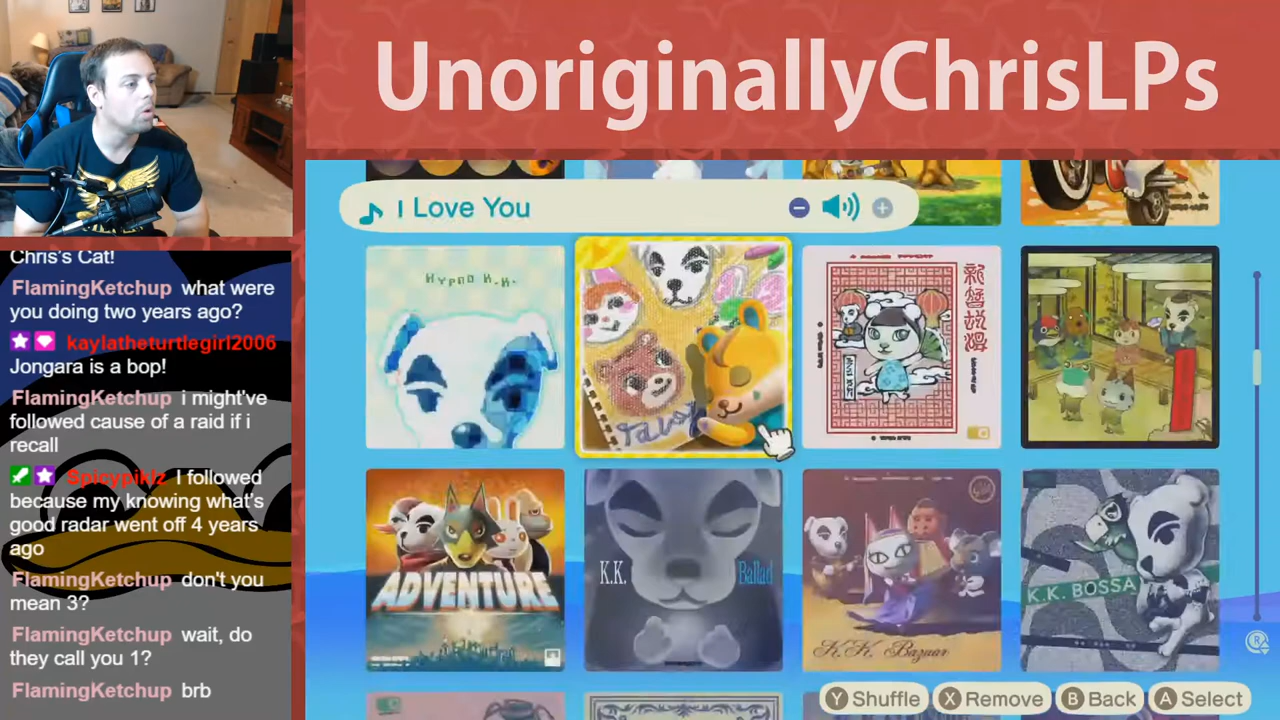 UnoriginallyChrisLPs
I Love You
Chris's Cat!
FlamingKetchup what were
you doing two years ago?
kaylatheturtlegirl2006
Jongara is a bop!
FlamingKetchup i might've
followed cause of a raid if i
recall
Spicypiklz I followed
because my knowing what's
good radar went off 4 years
ago
FlamingKetchup don't you
mean 3?
FlamingKetchup wait, do
they call you 1?
FlamingKetchup brb
HYPNO K.K.
ADVENTURE
K.K. Ballad
K.K. Bazaar
K.K. BOSSA
Y Shuffle X Remove B Back A Select
R